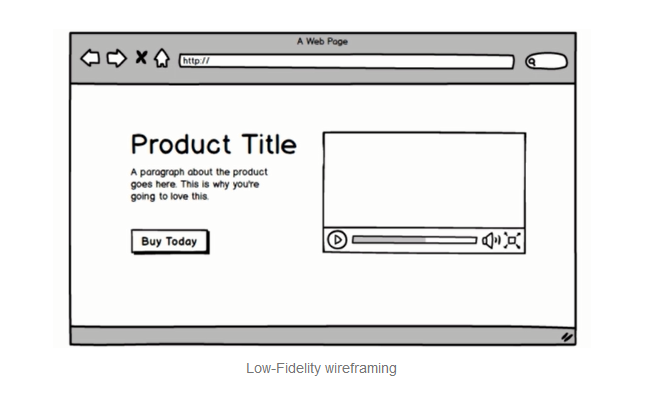 A Web Page
http://
Product Title
A paragraph about the product
goes here. This is why you're
going to love this.
Buy Today
Low-Fidelity wireframing